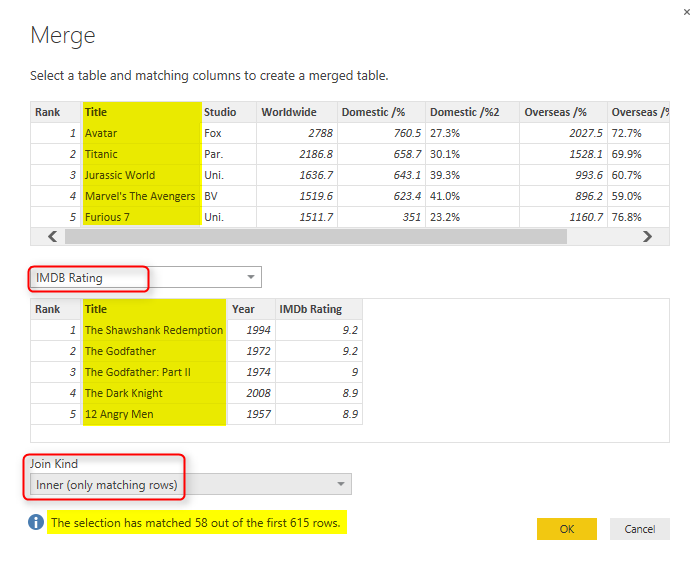 ×
Merge
Select a table and matching columns to create a merged table.
Rank Title Studio Worldwide Domestic /% Domestic /%2 Overseas /% Overseas /%
1 Avatar Fox 2788 760.5 27.3% 2027.5 72.7%
2 Titanic Par. 2186.8 658.7 30.1% 1528.1 69.9%
3 Jurassic World Uni. 1636.7 643.1 39.3% 993.6 60.7%
4 Marvel's The Avengers BV 1519.6 623.4 41.0% 896.2 59.0%
5 Furious 7 Uni. 1511.7 351 23.2% 1160.7 76.8%
IMDB Rating
Rank Title Year IMDb Rating
1 The Shawshank Redemption 1994 9.2
2 The Godfather 1972 9.2
3 The Godfather: Part II 1974 9
4 The Dark Knight 2008 8.9
5 12 Angry Men 1957 8.9
Join Kind
Inner (only matching rows)
The selection has matched 58 out of the first 615 rows.
OK Cancel